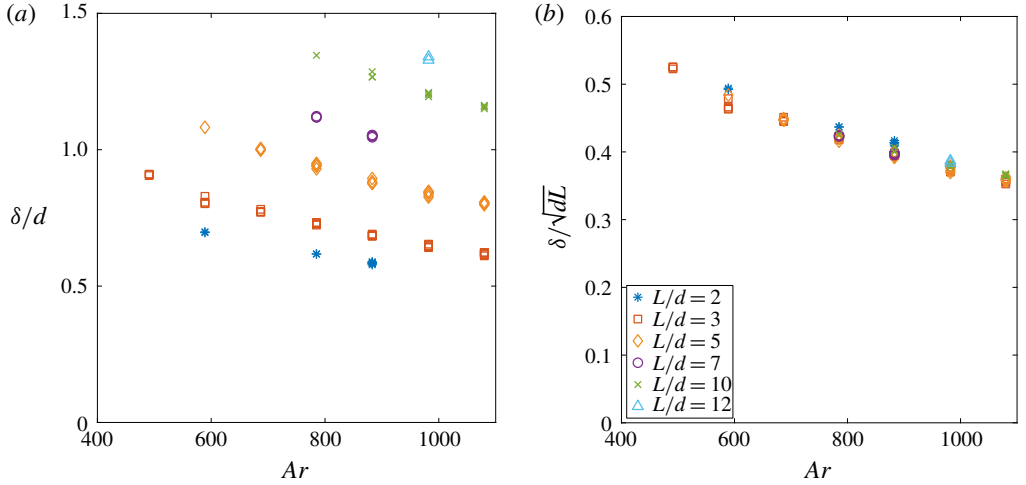 (a)
1.5
1.0
δ/d
0.5
0
400 600 800 1000
Ar
(b)
0.6
0.5
0.4
δ/√dL
0.3
0.2
0.1
0
L/d = 2
L/d = 3
L/d = 5
L/d = 7
L/d = 10
L/d = 12
400 600 800 1000
Ar